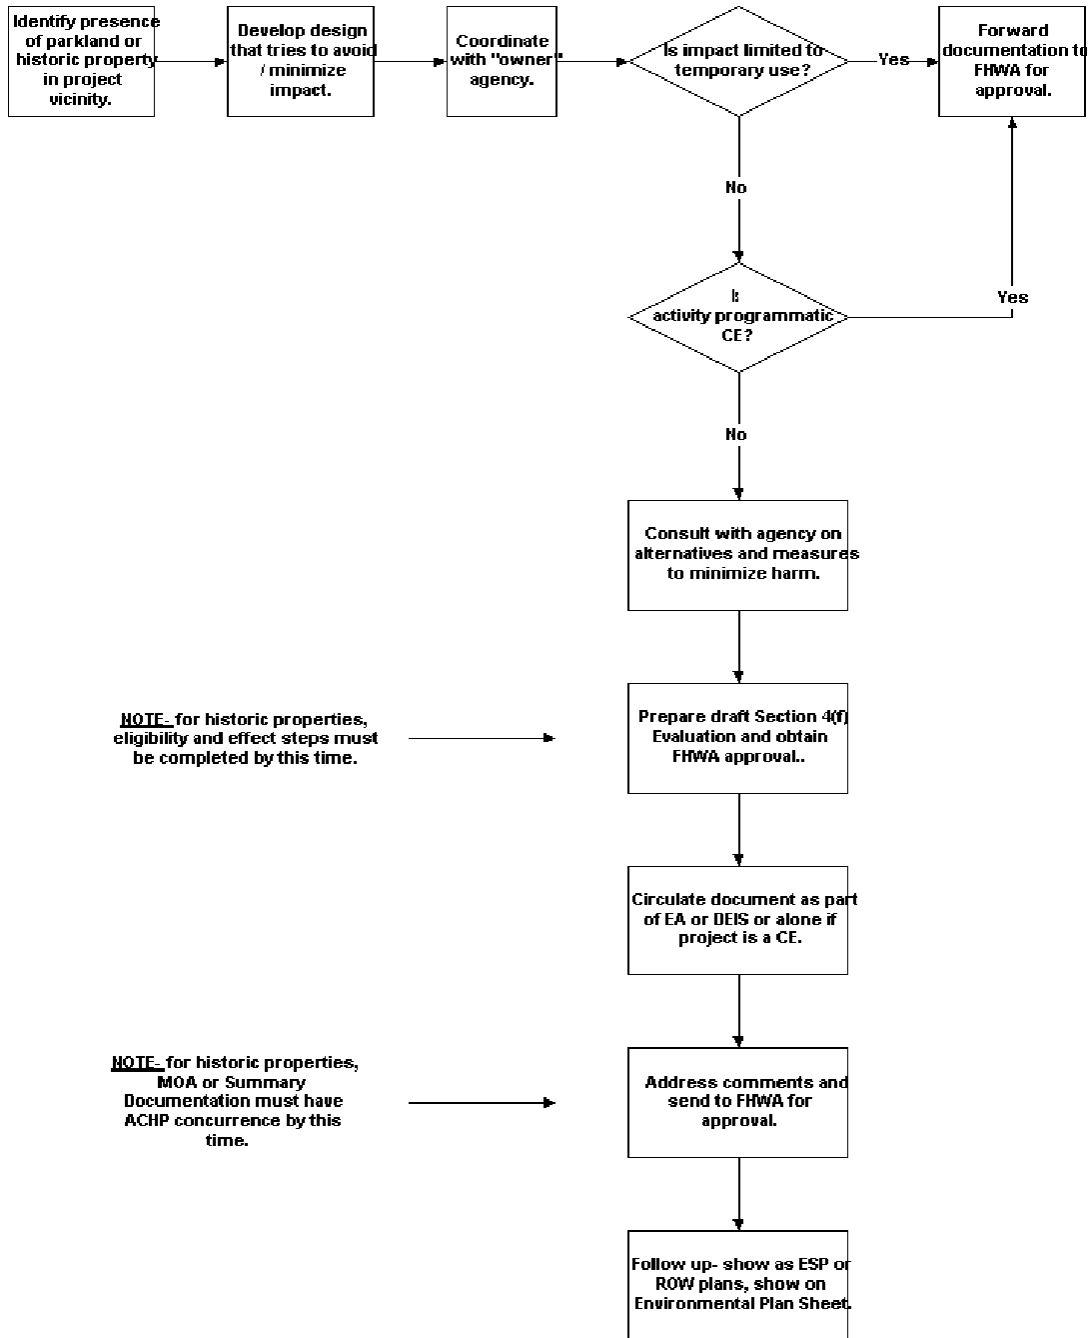 Identify presence
of parkland or
historic property
in project
vicinity.
Develop design
that tries to avoid
/ minimize
impact.
Coordinate
with "owner"
agency.
Is impact limited to
temporary use?
Yes
Forward
documentation to
FHWA for
approval.
No
Is
activity programmatic
CE?
Yes
No
Consult with agency on
alternatives and measures
to minimize harm.
NOTE- for historic properties,
eligibility and effect steps must
be completed by this time.
Prepare draft Section 4(f)
Evaluation and obtain
FHWA approval..
Circulate document as part
of EA or DEIS or alone if
project is a CE.
NOTE- for historic properties,
MOA or Summary
Documentation must have
ACHP concurrence by this
time.
Address comments and
send to FHWA for
approval.
Follow up- show as ESP or
ROW plans, show on
Environmental Plan Sheet.